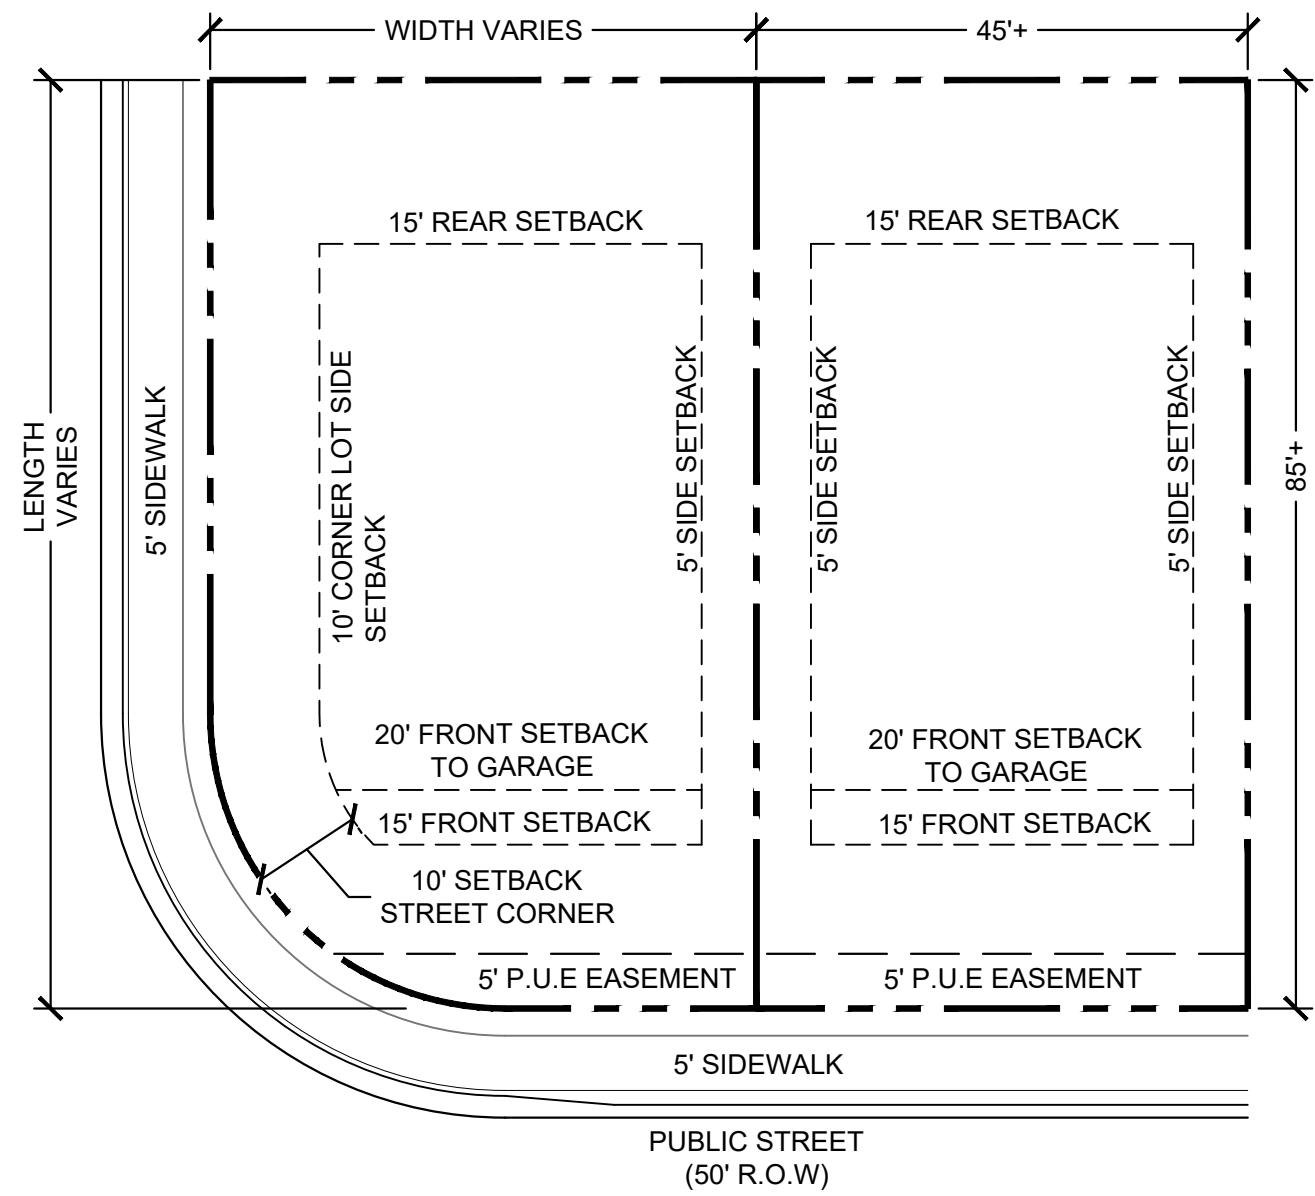 WIDTH VARIES
45'+
15' REAR SETBACK
15' REAR SETBACK
LENGTH
VARIES
5' SIDEWALK
10' CORNER LOT SIDE
SETBACK
5' SIDE SETBACK
5' SIDE SETBACK
5' SIDE SETBACK
85'+
20' FRONT SETBACK
TO GARAGE
20' FRONT SETBACK
TO GARAGE
15' FRONT SETBACK
15' FRONT SETBACK
10' SETBACK
STREET CORNER
5' P.U.E EASEMENT
5' P.U.E EASEMENT
5' SIDEWALK
PUBLIC STREET
(50' R.O.W)